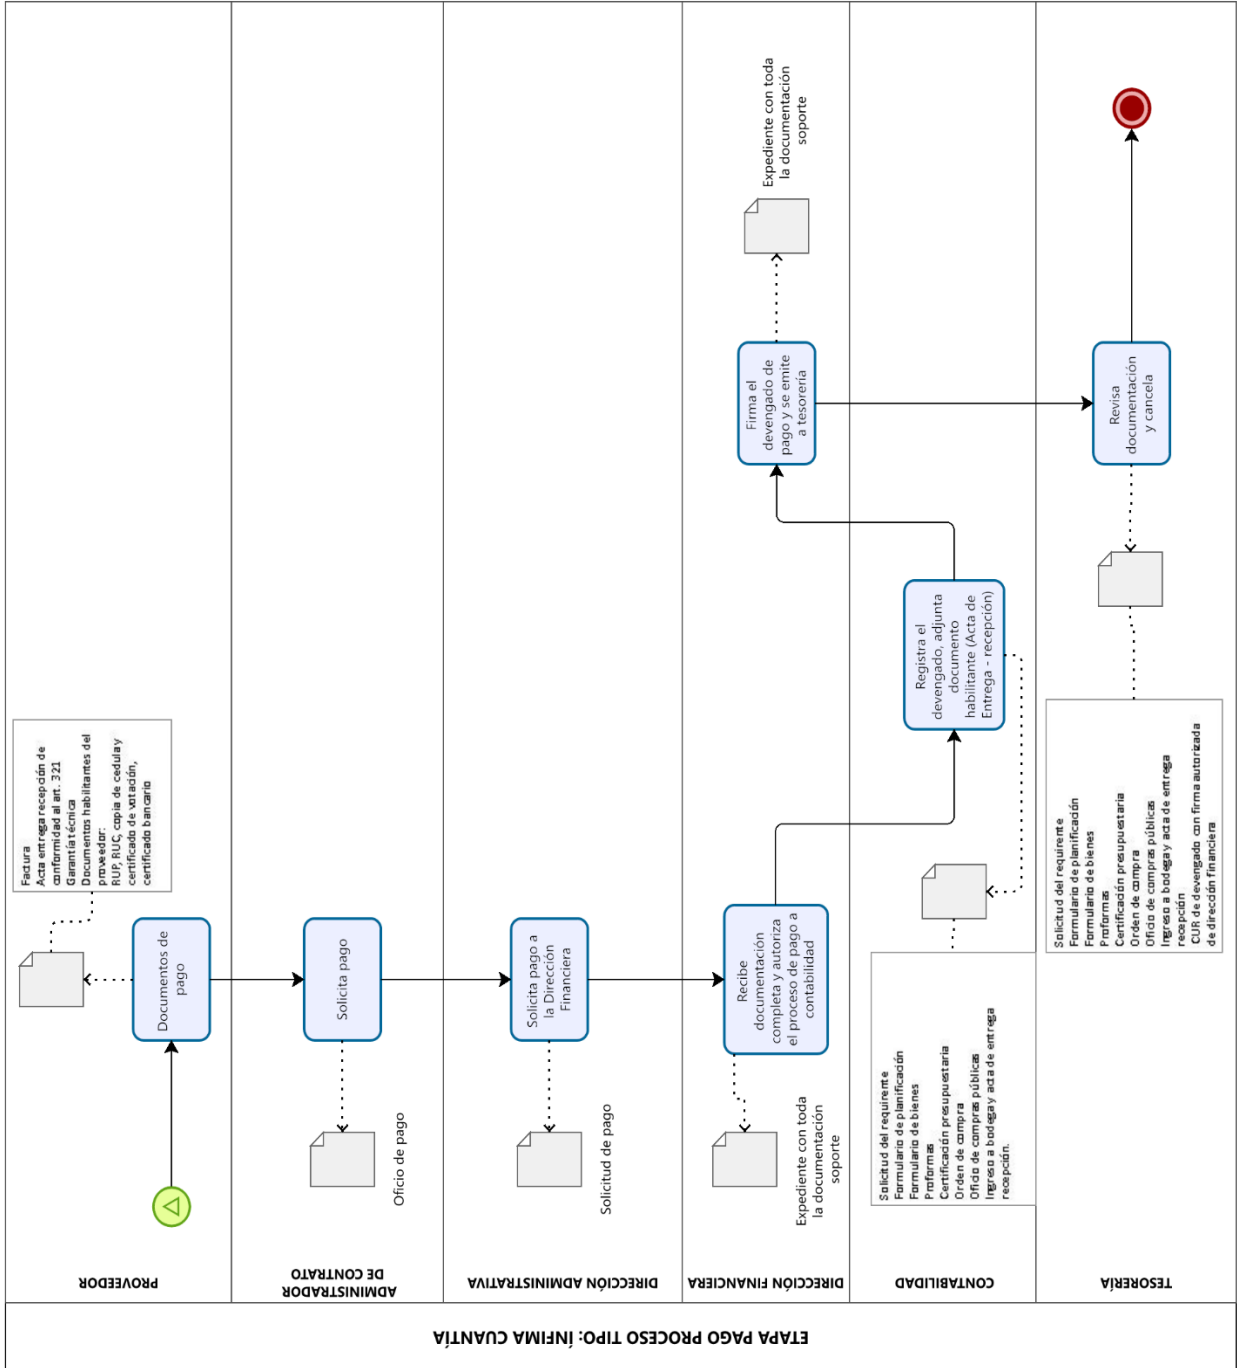 ETAPA PAGO PROCESO TIPO: ÍNFIMA CUANTÍA
PROVEEDOR
Documentos de
pago
Factura
Acta entrega recepción de
conformidad al art. 321
Garantía técnica
Documentos habilitantes del
proveedor:
RUP, RUC, copia de cedula y
certificado de votación,
certificado bancario
ADMINISTRADOR
DE CONTRATO
Solicita pago
Oficio de pago
DIRECCIÓN ADMINISTRATIVA
Solicita pago a
la Dirección
Financiera
Solicitud de pago
DIRECCIÓN FINANCIERA
Recibe
documentación
completa y autoriza
el proceso de pago a
contabilidad
Expediente con toda
la documentación
soporte
Firma el
devengado de
pago y se emite
a tesorería
Expediente con toda
la documentación
soporte
CONTABILIDAD
Registra el
devengado, adjunta
documento
habilitante (Acta de
Entrega - recepción)
Solicitud del requirente
Formulario de planificación
Formulario de bienes
Proformas
Certificación presupuestaria
Orden de compra
Oficio de compras públicas
Ingreso a bodega y acta de entrega
recepción.
TESORERÍA
Revisa
documentación
y cancela
Solicitud del requirente
Formulario de planificación
Formulario de bienes
Proformas
Certificación presupuestaria
Orden de compra
Oficio de compras públicas
Ingreso a bodega y acta de entrega
recepción
CUR de devengado con firma autorizada
de dirección financiera